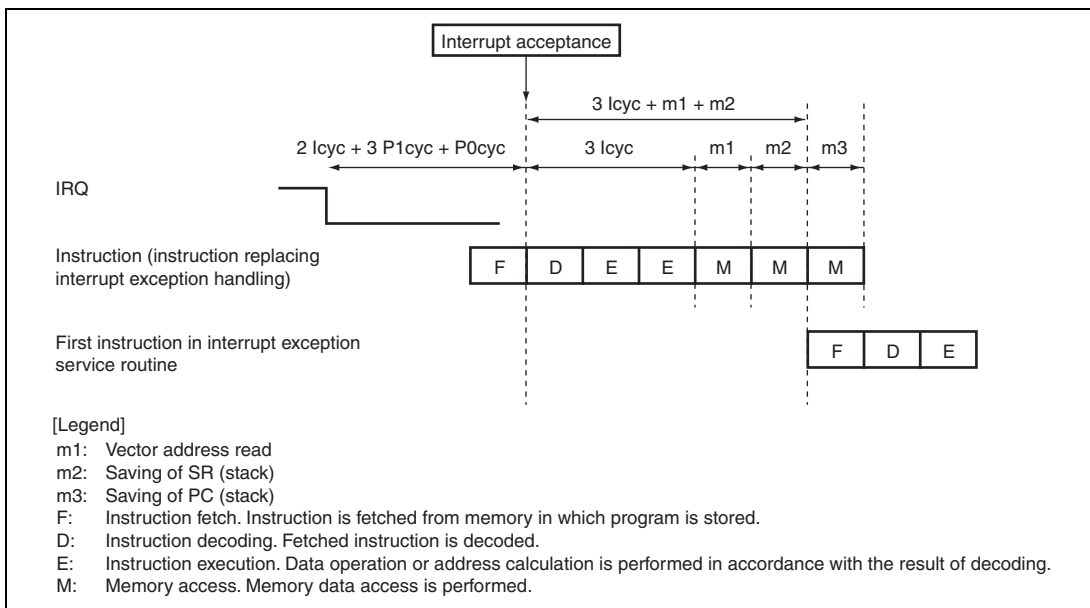 Interrupt acceptance
3 Icyc + m1 + m2
2 Icyc + 3 P1cyc + P0cyc
3 Icyc
m1
m2
m3
IRQ
Instruction (instruction replacing
interrupt exception handling)
F D E E M M M
First instruction in interrupt exception
service routine
F D E
[Legend]
m1: Vector address read
m2: Saving of SR (stack)
m3: Saving of PC (stack)
F: Instruction fetch. Instruction is fetched from memory in which program is stored.
D: Instruction decoding. Fetched instruction is decoded.
E: Instruction execution. Data operation or address calculation is performed in accordance with the result of decoding.
M: Memory access. Memory data access is performed.